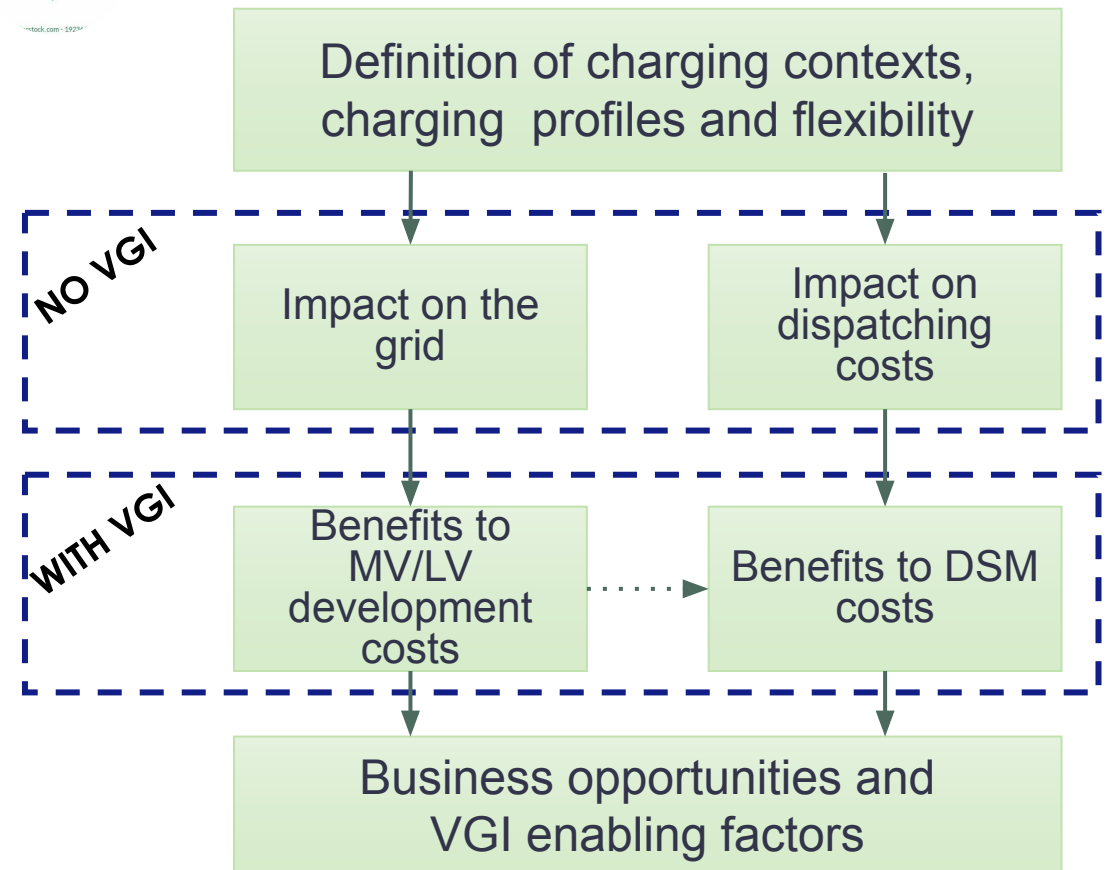 Definition of charging contexts,
charging profiles and flexibility
NO VGI
Impact on the
grid
Impact on
dispatching
costs
WITH VGI
Benefits to
MV/LV
development
costs
Benefits to DSM
costs
Business opportunities and
VGI enabling factors